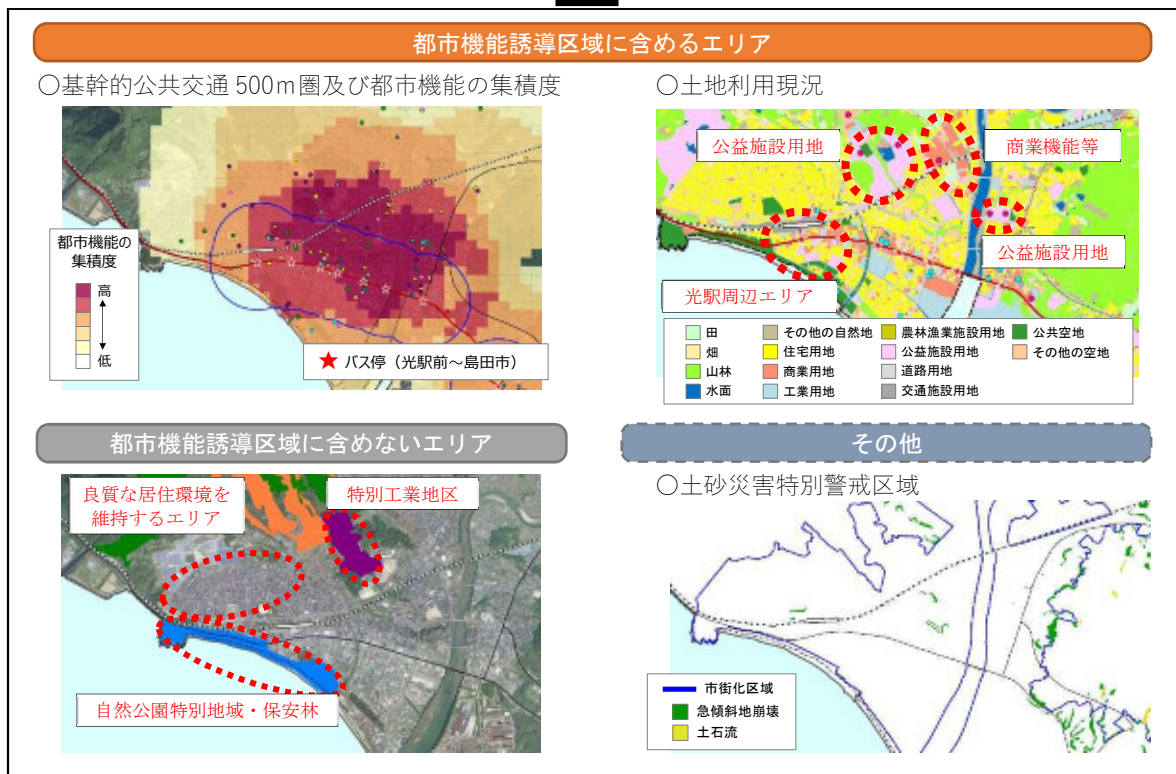 都市機能誘導区域に含めるエリア
○基幹的公共交通500m圏及び都市機能の集積度
都市機能の
集積度
高
低
★ バス停（光駅前～島田市）
○土地利用現況
公益施設用地
商業機能等
公益施設用地
光駅周辺エリア
田
その他の自然地
農林漁業施設用地
公共空地
畑
住宅用地
公益施設用地
その他の空地
山林
商業用地
道路用地
水面
工業用地
交通施設用地
都市機能誘導区域に含めないエリア
良質な居住環境を
維持するエリア
特別工業地区
自然公園特別地域・保安林
その他
○土砂災害特別警戒区域
市街化区域
急傾斜地崩壊
土石流